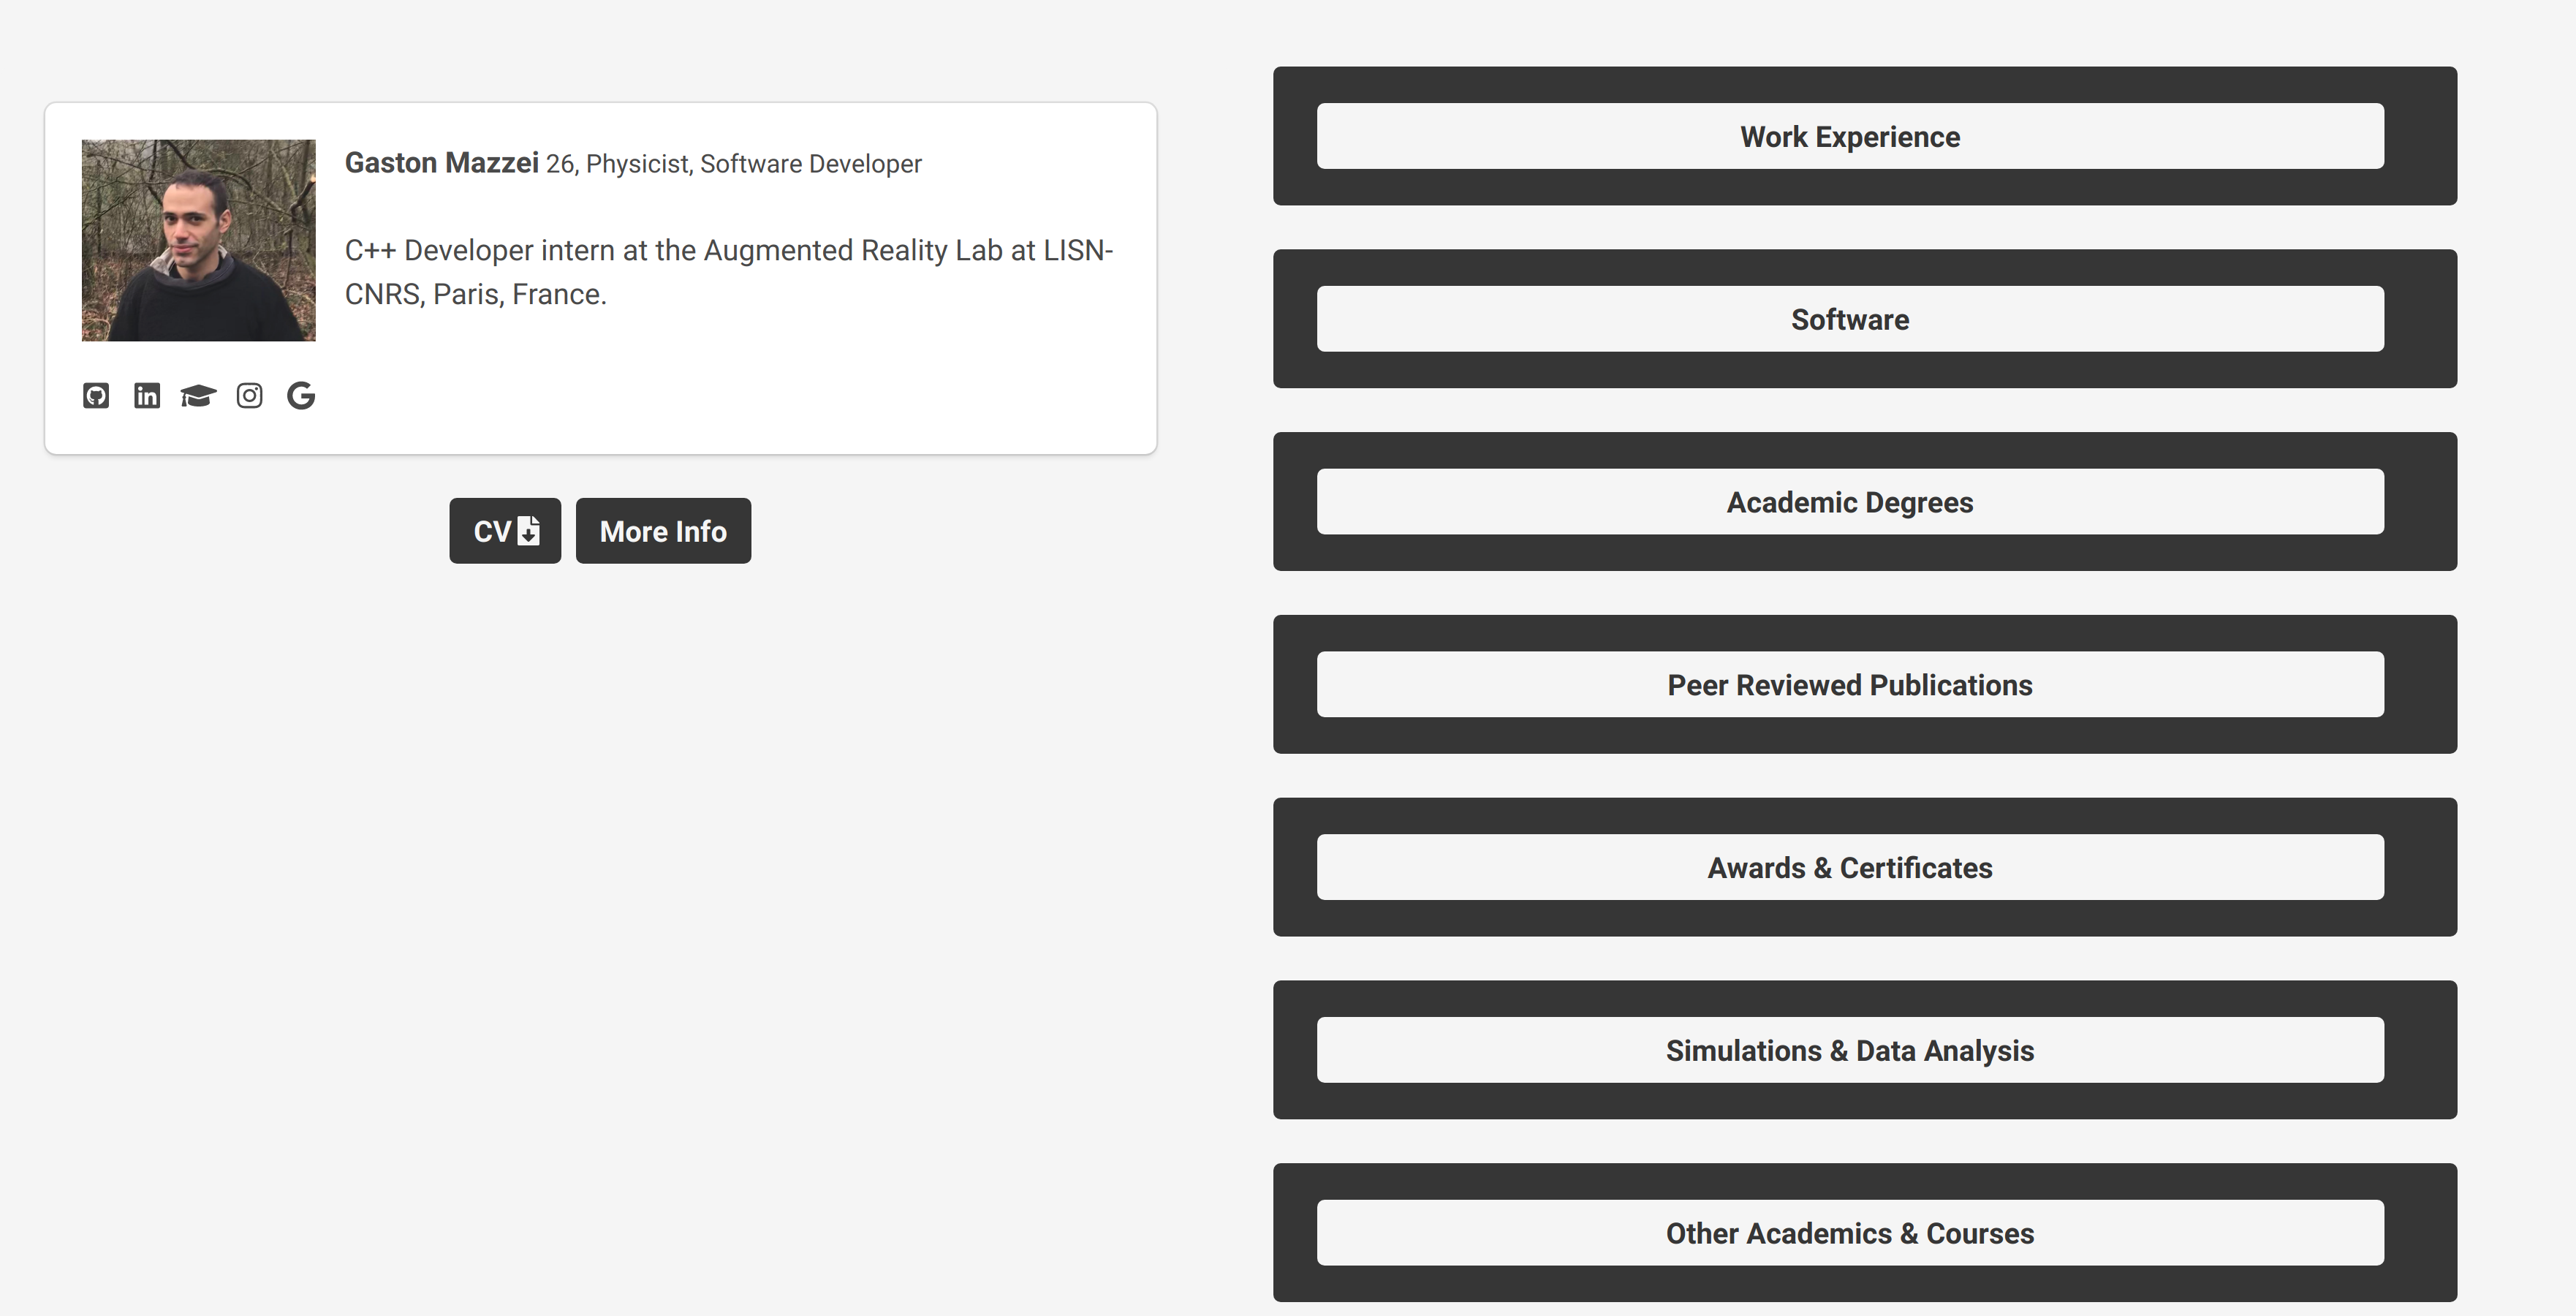 Gaston Mazzei 26, Physicist, Software Developer
C++ Developer intern at the Augmented Reality Lab at LISN-
CNRS, Paris, France.
CV
More Info
Work Experience
Software
Academic Degrees
Peer Reviewed Publications
Awards & Certificates
Simulations & Data Analysis
Other Academics & Courses